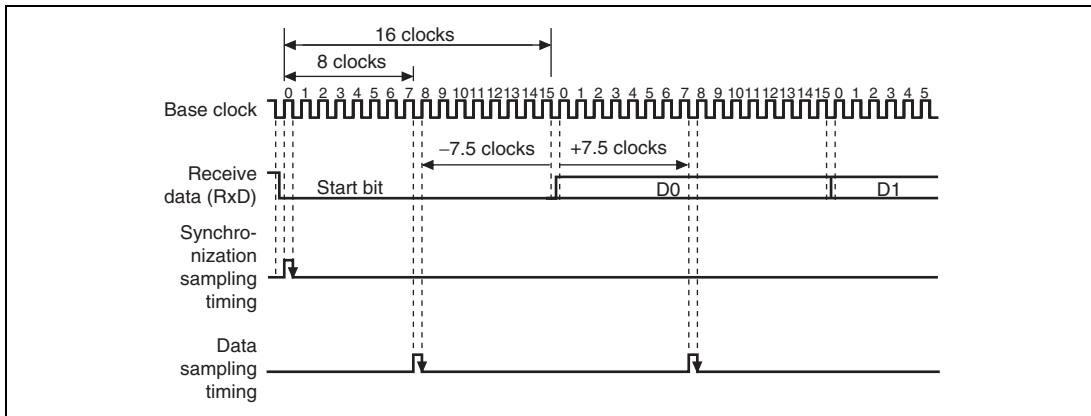 16 clocks
8 clocks
0 1 2 3 4 5 6 7 8 9 10 11 12 13 14 15 0 1 2 3 4 5 6 7 8 9 10 11 12 13 14 15 0 1 2 3 4 5
Base clock
−7.5 clocks +7.5 clocks
Receive
data (RxD)
Start bit D0 D1
Synchro-
nization
sampling
timing
Data
sampling
timing